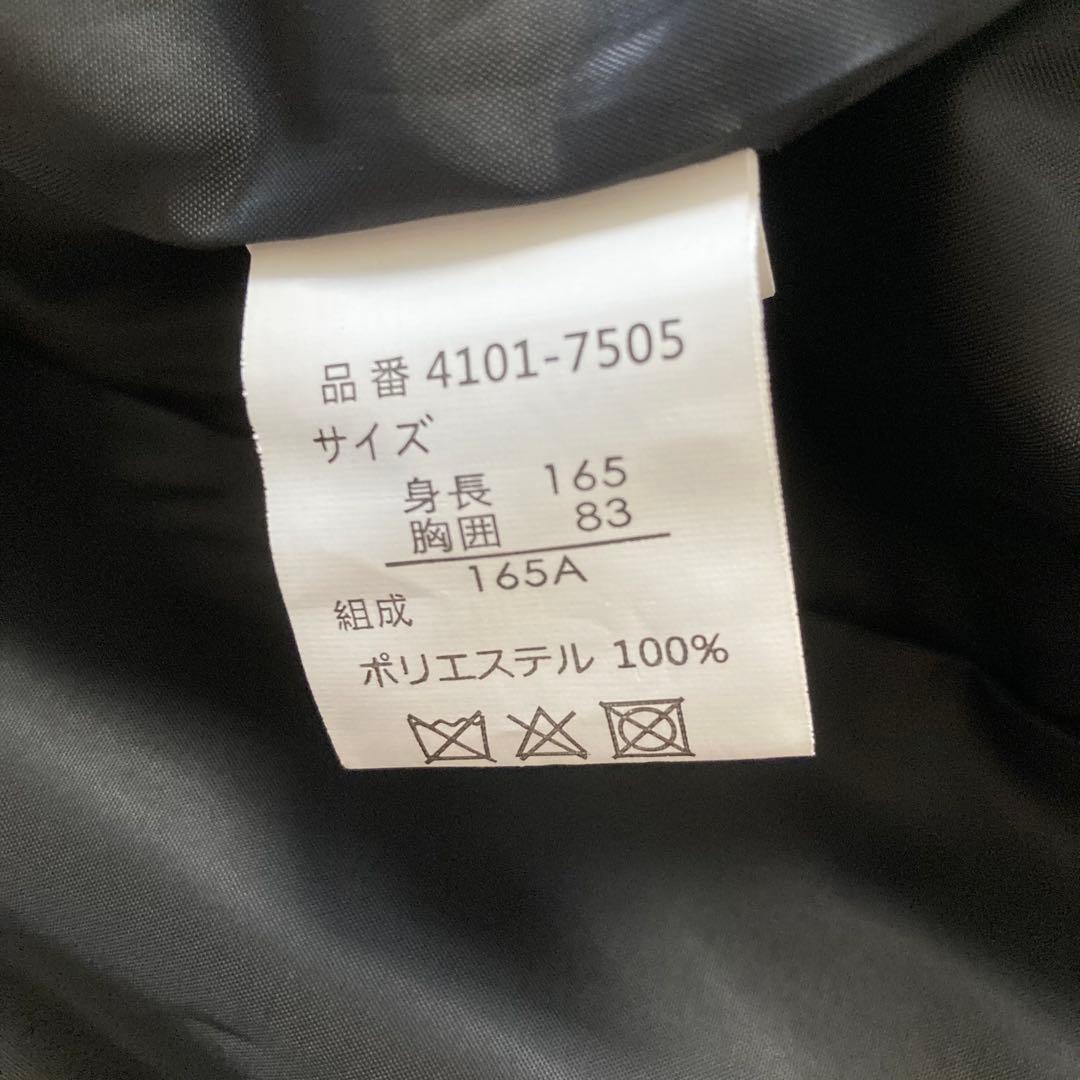 品番 4101-7505
サイズ
身長 165
胸囲 83
165A
組成
ポリエステル 100%